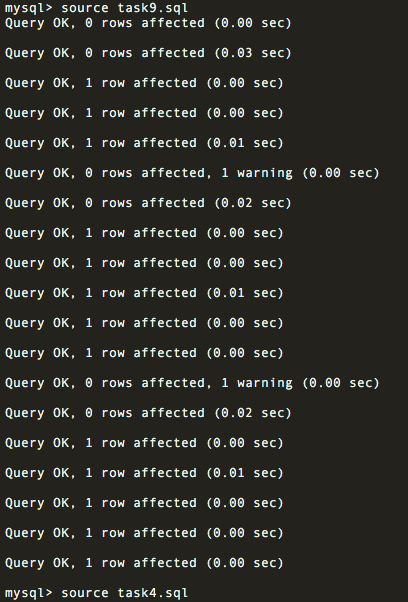 mysql> source task9.sql
Query OK, 0 rows affected (0.00 sec)
Query OK, 0 rows affected (0.03 sec)
Query OK, 1 row affected (0.00 sec)
Query OK, 1 row affected (0.00 sec)
Query OK, 1 row affected (0.01 sec)
Query OK, 0 rows affected, 1 warning (0.00 sec)
Query OK, 0 rows affected (0.02 sec)
Query OK, 1 row affected (0.00 sec)
Query OK, 1 row affected (0.00 sec)
Query OK, 1 row affected (0.01 sec)
Query OK, 1 row affected (0.00 sec)
Query OK, 1 row affected (0.00 sec)
Query OK, 0 rows affected, 1 warning (0.00 sec)
Query OK, 0 rows affected (0.02 sec)
Query OK, 1 row affected (0.00 sec)
Query OK, 1 row affected (0.01 sec)
Query OK, 1 row affected (0.00 sec)
Query OK, 1 row affected (0.00 sec)
Query OK, 1 row affected (0.00 sec)
mysql> source task4.sql